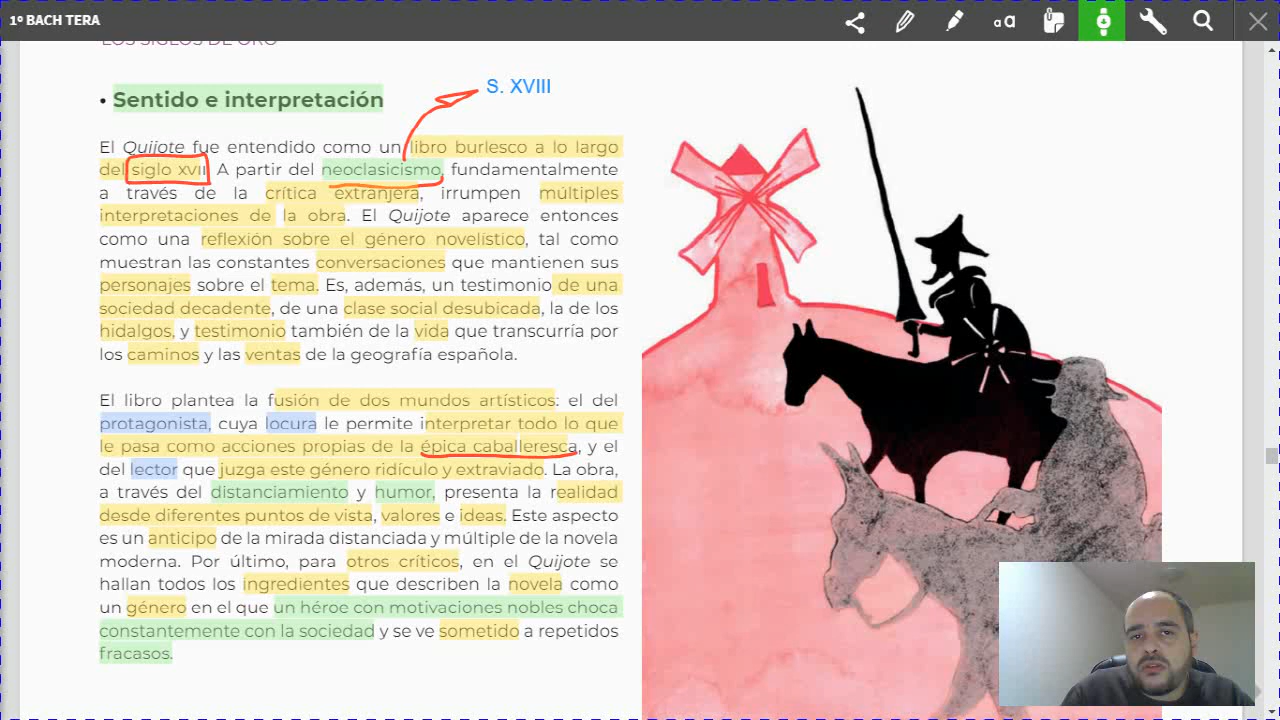 1º BACH TERA
aa
LOS SIGLOS DE ORO
S. XVIII
• Sentido e interpretación
El Quijote fue entendido como un libro burlesco a lo largo
del siglo XVII. A partir del neoclasicismo, fundamentalmente
a través de la crítica extranjera, irrumpen múltiples
interpretaciones de la obra. El Quijote aparece entonces
como una reflexión sobre el género novelístico, tal como
muestran las constantes conversaciones que mantienen sus
personajes sobre el tema. Es, además, un testimonio de una
sociedad decadente, de una clase social desubicada, la de los
hidalgos, y testimonio también de la vida que transcurría por
los caminos y las ventas de la geografía española.
El libro plantea la fusión de dos mundos artísticos: el del
protagonista, cuya locura le permite interpretar todo lo que
le pasa como acciones propias de la épica caballeresca, y el
del lector que juzga este género ridículo y extraviado. La obra,
a través del distanciamiento y humor, presenta la realidad
desde diferentes puntos de vista, valores e ideas. Este aspecto
es un anticipo de la mirada distanciada y múltiple de la novela
moderna. Por último, para otros críticos, en el Quijote se
hallan todos los ingredientes que describen la novela como
un género en el que un héroe con motivaciones nobles choca
constantemente con la sociedad y se ve sometido a repetidos
fracasos.